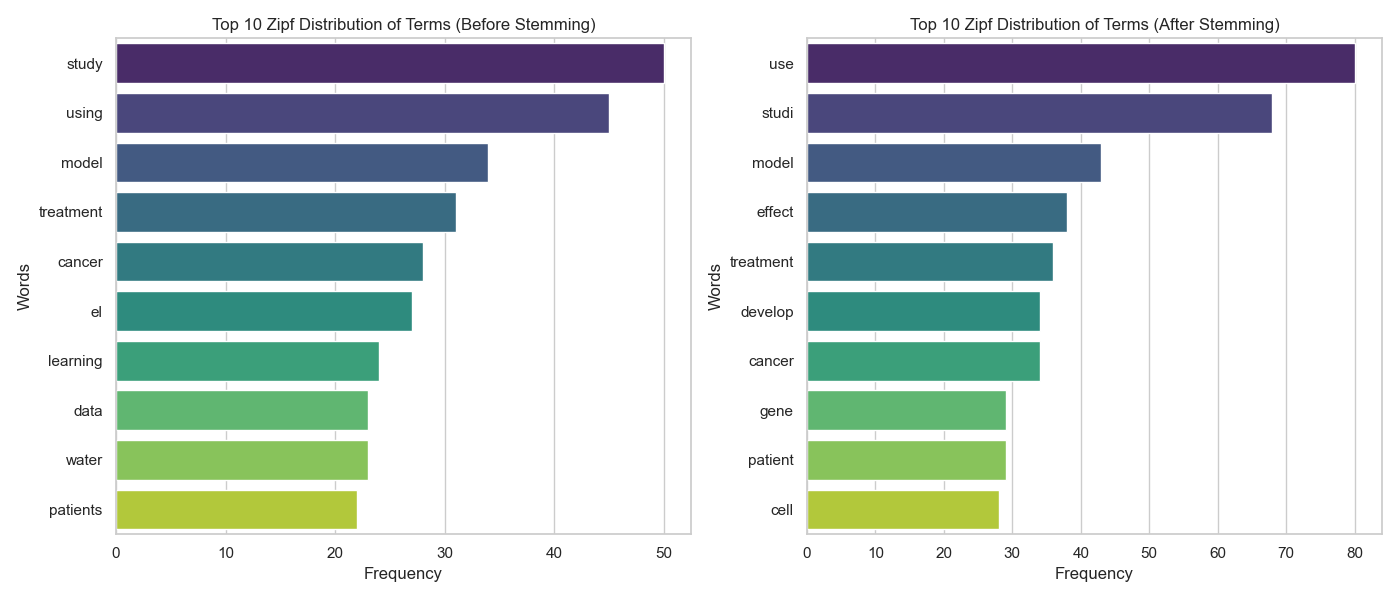 Top 10 Zipf Distribution of Terms (Before Stemming)
study
using
model
treatment
cancer
el
learning
data
water
patients
Words
0 10 20 30 40 50
Frequency
Top 10 Zipf Distribution of Terms (After Stemming)
use
studi
model
effect
treatment
develop
cancer
gene
patient
cell
Words
0 10 20 30 40 50 60 70 80
Frequency